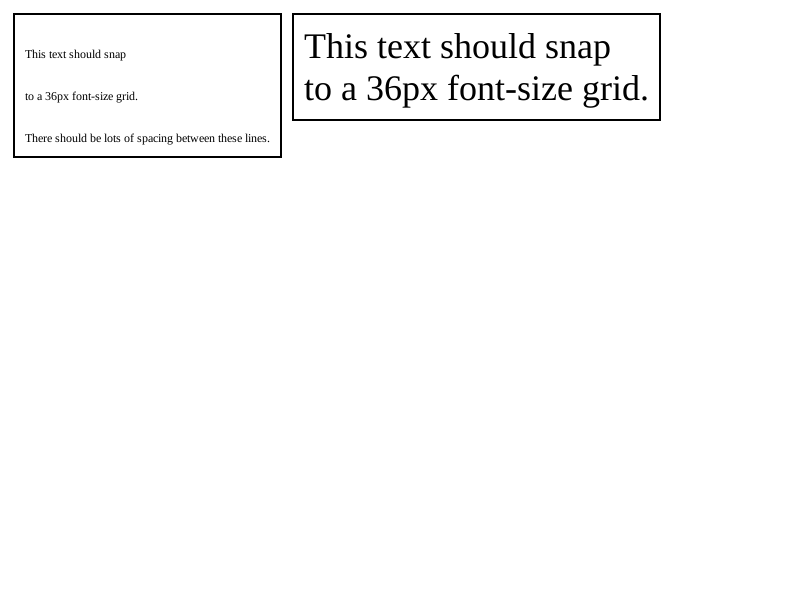 This text should snap
to a 36px font-size grid.
There should be lots of spacing between these lines.
This text should snap
to a 36px font-size grid.